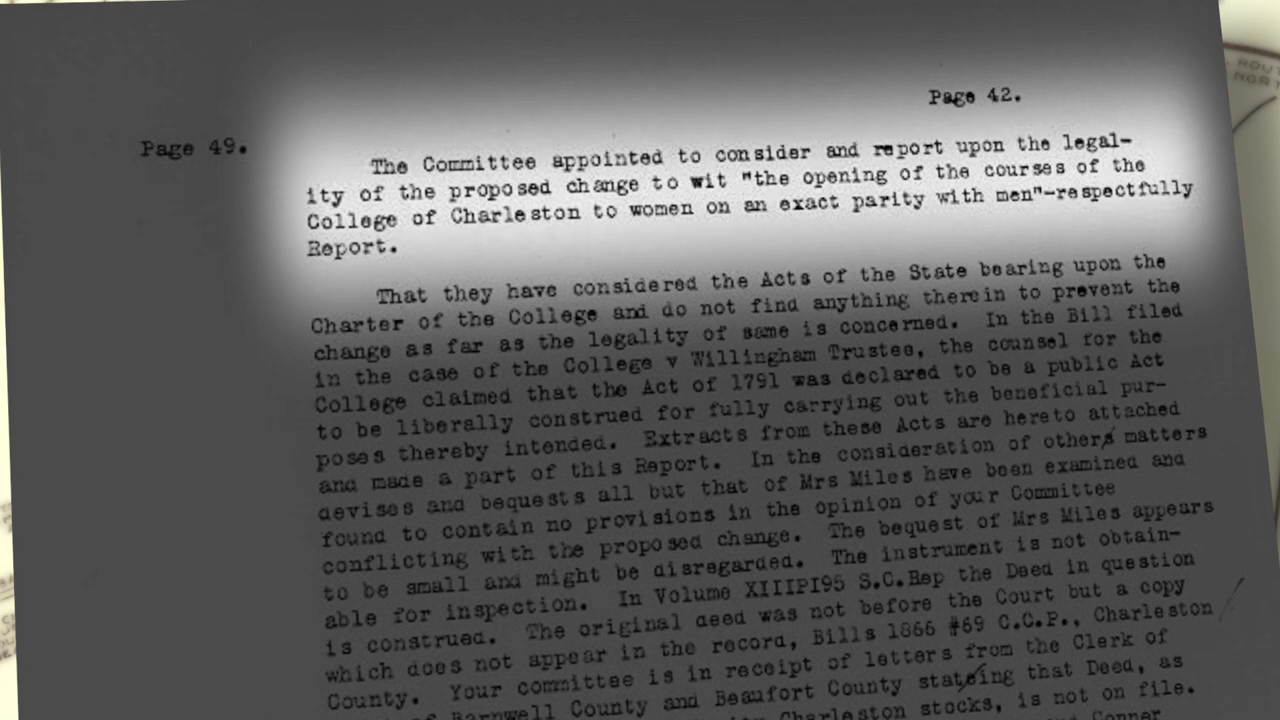 Page 42.
Page 49.
The Committee appointed to consider and report upon the legal-
ity of the proposed change to wit "the opening of the courses of the
College of Charleston to women on an exact parity with men"-respectfully
Report.
That they have considered the Acts of the State bearing upon the
Charter of the College and do not find anything therein to prevent the
change as far as the legality of same is concerned. In the Bill filed
in the case of the College v Willingham Trustee, the counsel for the
College claimed that the Act of 1791 was declared to be a public Act
to be liberally construed for fully carrying out the beneficial pur-
poses thereby intended. Extracts from these Acts are hereto attached
and made a part of this Report. In the consideration of others matters
devises and bequests all but that of Mrs Miles have been examined and
found to contain no provisions in the opinion of your Committee
conflicting with the proposed change. The bequest of Mrs Miles appears
to be small and might be disregarded. The instrument is not obtain-
able for inspection. In Volume XIIIPI95 S.C.Rep the Deed in question
is construed. The original deed was not before the Court but a copy
which does not appear in the record, Bills 1866 #69 C.C.P., Charleston
County. Your committee is in receipt of letters from the Clerk of
of Barnwell County and Beaufort County stating that Deed, as
Charleston stocks, is not on file.
Conner
ROUT
NORT